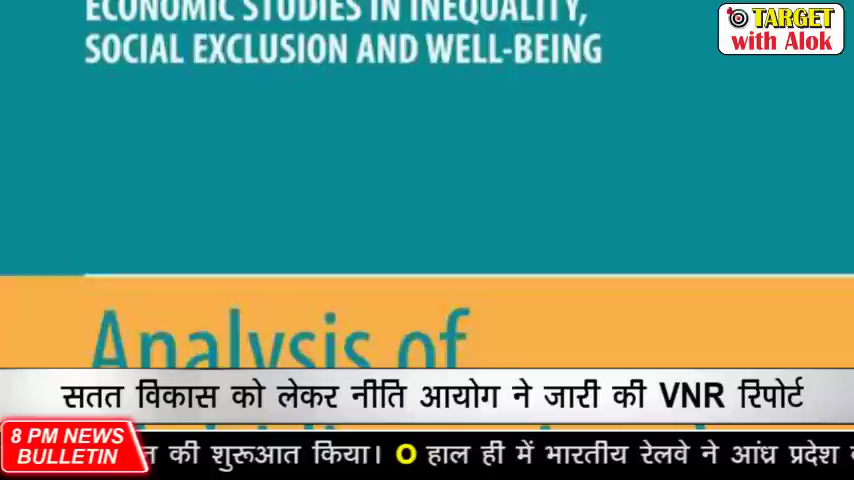 ECONOMIC STUDIES IN INEQUALITY,
SOCIAL EXCLUSION AND WELL-BEING
TARGET
with Alok
Analysis of
सतत विकास को लेकर नीति आयोग ने जारी की VNR रिपोर्ट
8 PM NEWS
BULLETIN
की शुरूआत किया। O हाल ही में भारतीय रेलवे ने आंध्र प्रदेश